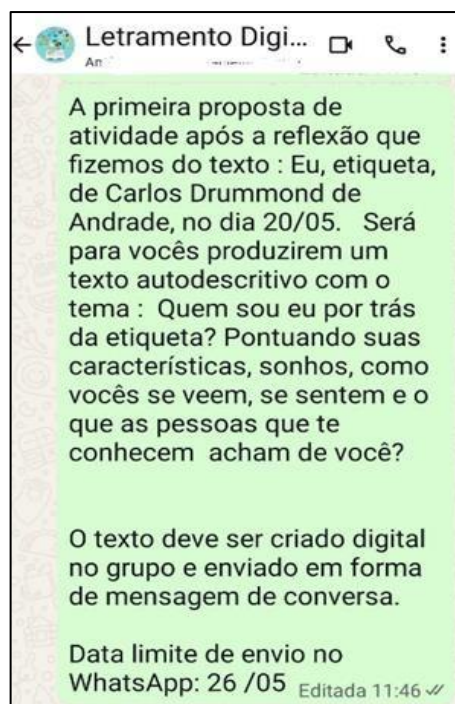 Letramento Digi...
A primeira proposta de
atividade após a reflexão que
fizemos do texto : Eu, etiqueta,
de Carlos Drummond de
Andrade, no dia 20/05. Será
para vocês produzirem um
texto autodescritivo com o
tema : Quem sou eu por trás
da etiqueta? Pontuando suas
características, sonhos, como
vocês se veem, se sentem e o
que as pessoas que te
conhecem acham de você?
O texto deve ser criado digital
no grupo e enviado em forma
de mensagem de conversa.
Data limite de envio no
WhatsApp: 26 /05 Editada 11:46